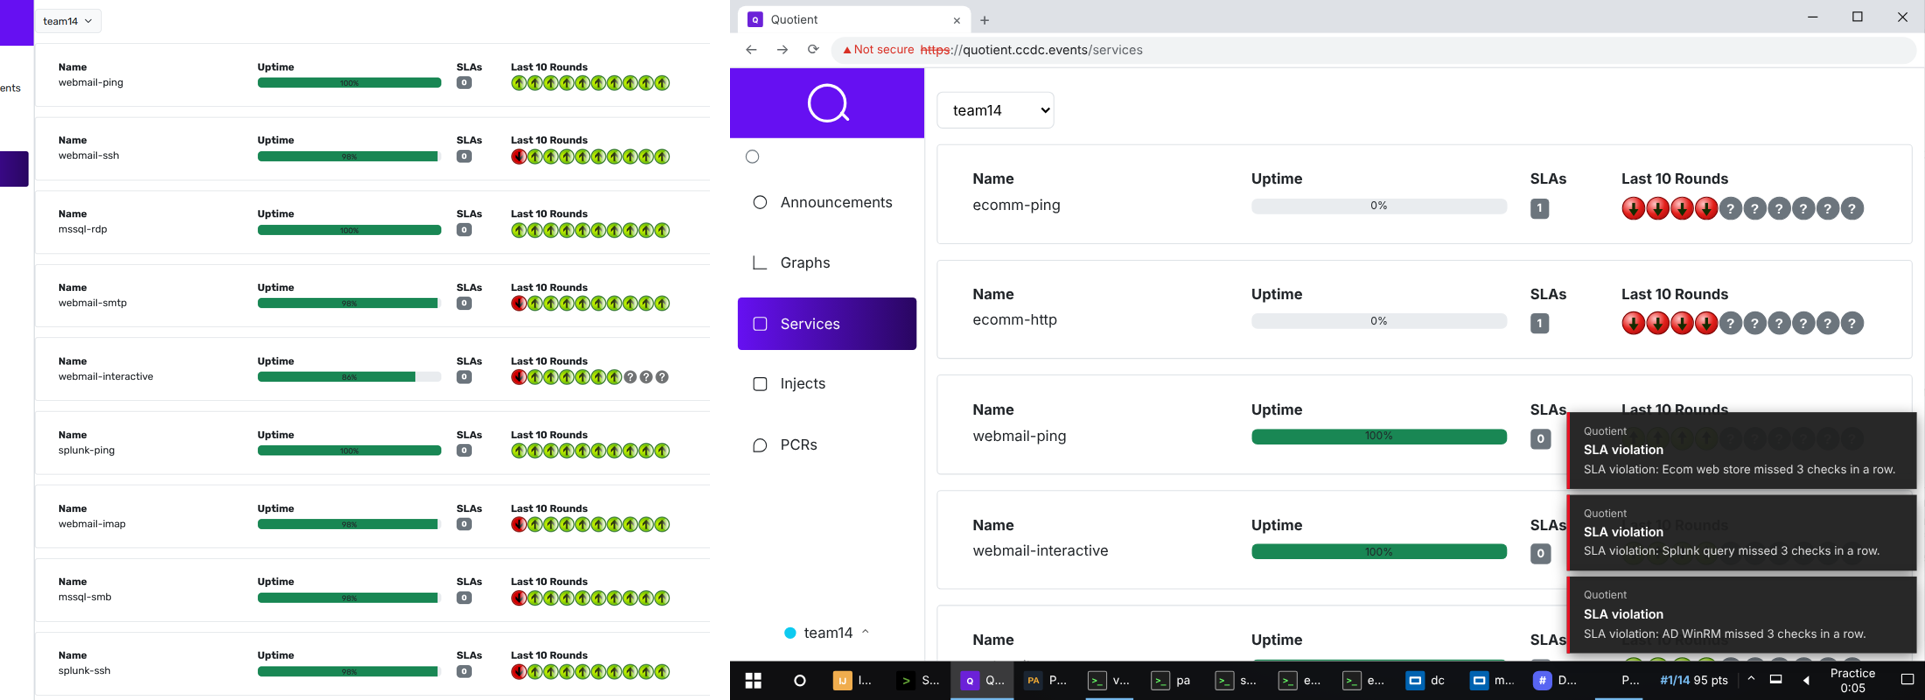 team14
ents
Name Uptime SLAs Last 10 Rounds
webmail-ping 100% 0
Name Uptime SLAs Last 10 Rounds
webmail-ssh 98% 0
Name Uptime SLAs Last 10 Rounds
mssql-rdp 100% 0
Name Uptime SLAs Last 10 Rounds
webmail-smtp 98% 0
Name Uptime SLAs Last 10 Rounds
webmail-interactive 86% 0 ? ? ?
Name Uptime SLAs Last 10 Rounds
splunk-ping 100% 0
Name Uptime SLAs Last 10 Rounds
webmail-imap 98% 0
Name Uptime SLAs Last 10 Rounds
mssql-smb 98% 0
Name Uptime SLAs Last 10 Rounds
splunk-ssh 98% 0
Q Quotient
Not secure https://quotient.ccdc.events/services
Announcements
Graphs
Services
Injects
PCRs
team14
team14
Name Uptime SLAs Last 10 Rounds
ecomm-ping 0% 1 ? ? ? ? ? ?
Name Uptime SLAs Last 10 Rounds
ecomm-http 0% 1 ? ? ? ? ? ?
Name Uptime SLAs Last 10 Rounds
webmail-ping 100% 0
Name Uptime SLAs
webmail-interactive 100% 0
Name Uptime SLAs
Quotient
SLA violation
SLA violation: Ecom web store missed 3 checks in a row.
Quotient
SLA violation
SLA violation: Splunk query missed 3 checks in a row.
Quotient
SLA violation
SLA violation: AD WinRM missed 3 checks in a row.
IJ I... > S... Q Q... PA P... >_ v... >_ pa >_ s... >_ e... >_ e... dc m... # D... P... #1/14 95 pts Practice
0:05